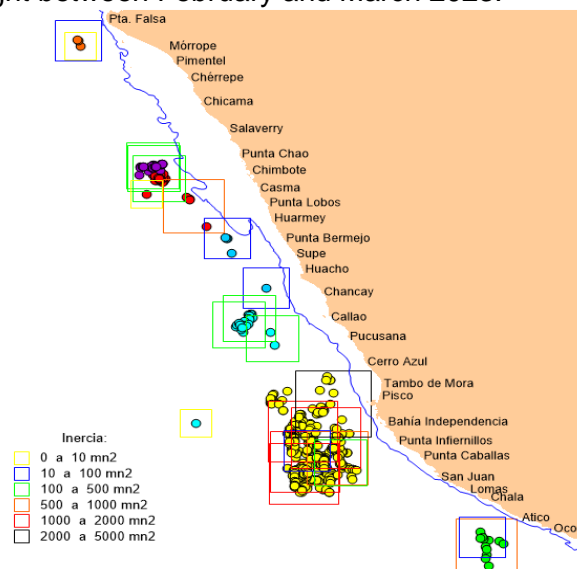 ght between February and March 2023.
Pta. Falsa
Mórrope
Pimentel
Chérrepe
Chicama
Salaverry
Punta Chao
Chimbote
Casma
Punta Lobos
Huarmey
Punta Bermejo
Supe
Huacho
Chancay
Callao
Pucusana
Cerro Azul
Tambo de Mora
Pisco
Bahía Independencia
Punta Infiernillos
Punta Caballas
San Juan
Lomas
Chala
Atico
Oco
Inercia:
0 a 10 mn2
10 a 100 mn2
100 a 500 mn2
500 a 1000 mn2
1000 a 2000 mn2
2000 a 5000 mn2